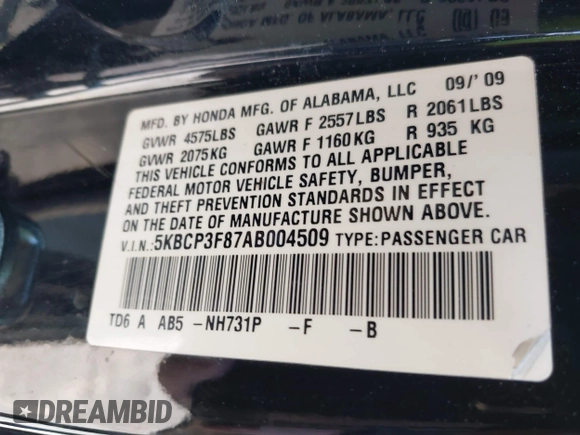 MFD. BY HONDA MFG. OF ALABAMA, LLC 09/'09
GVWR 4575LBS GAWR F 2557LBS R 2061LBS
GVWR 2075KG GAWR F 1160KG R 935 KG
THIS VEHICLE CONFORMS TO ALL APPLICABLE
FEDERAL MOTOR VEHICLE SAFETY, BUMPER,
AND THEFT PREVENTION STANDARDS IN EFFECT
ON THE DATE OF MANUFACTURE SHOWN ABOVE.
V.I.N.: 5KBCP3F87AB004509 TYPE: PASSENGER CAR
TD6 A AB5 -NH731P -F -B
DREAMBID